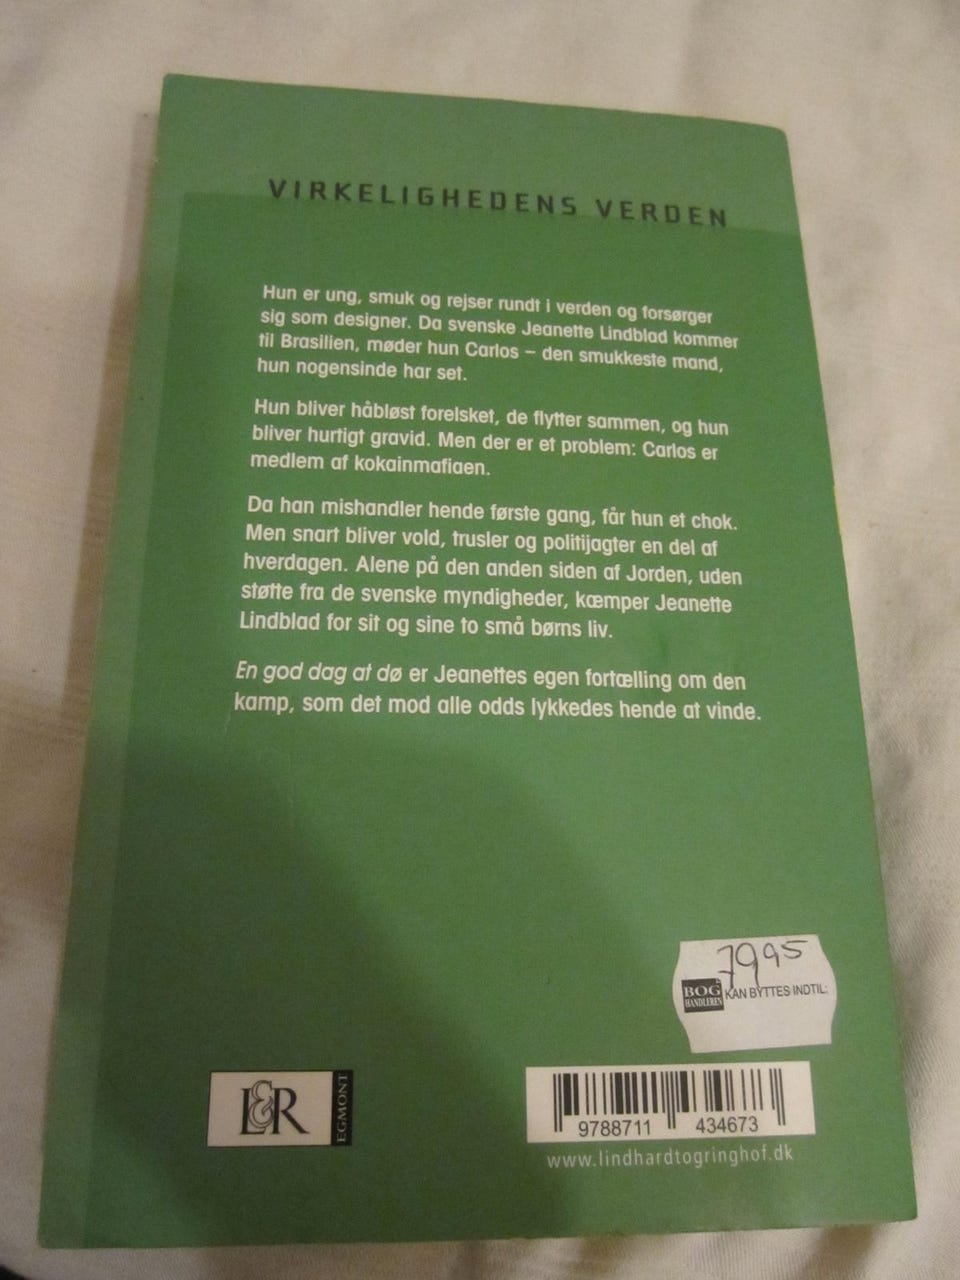 VIRKELIGHEDENS VERDEN
Hun er ung, smuk og rejser rundt i verden og forsørger
sig som designer. Da svenske Jeanette Lindblad kommer
til Brasilien, møder hun Carlos – den smukkeste mand,
hun nogensinde har set.
Hun bliver håbløst forelsket, de flytter sammen, og hun
bliver hurtigt gravid. Men der er et problem: Carlos er
medlem af kokainmafiaen.
Da han mishandler hende første gang, får hun et chok.
Men snart bliver vold, trusler og politijagter en del af
hverdagen. Alene på den anden siden af Jorden, uden
støtte fra de svenske myndigheder, kæmper Jeanette
Lindblad for sit og sine to små børns liv.
En god dag at dø er Jeanettes egen fortælling om den
kamp, som det mod alle odds lykkedes hende at vinde.
79 95
BOG
HANDLEREN
KAN BYTTES INDTIL:
L&R
EGMONT
9788711 434673
www.lindhardtogringhof.dk